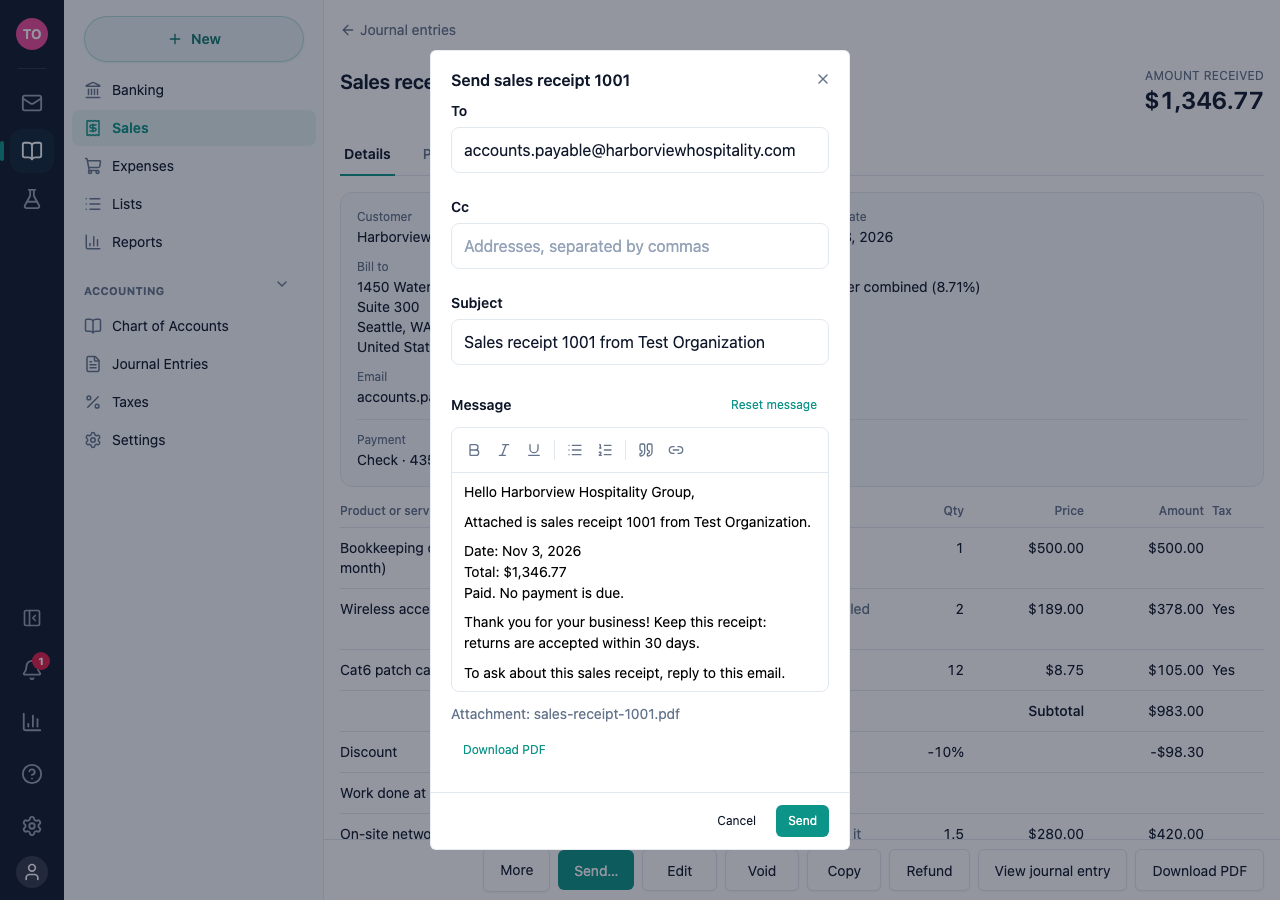 TO
+ New
Banking
Sales
Expenses
Lists
Reports
ACCOUNTING
Chart of Accounts
Journal Entries
Taxes
Settings
1
Journal entries
Sales rece
AMOUNT RECEIVED
$1,346.77
Details
P
Customer
Harborview
Bill to
1450 Water
Suite 300
Seattle, WA
United Stat
Email
accounts.pa
Payment
Check · 435
ate
3, 2026
er combined (8.71%)
Product or serv
Qty
Price
Amount
Tax
Bookkeeping
month)
1
$500.00
$500.00
Wireless acce
led
2
$189.00
$378.00
Yes
Cat6 patch ca
12
$8.75
$105.00
Yes
Subtotal
$983.00
Discount
-10%
-$98.30
Work done at
On-site netwo
it
1.5
$280.00
$420.00
Send sales receipt 1001
To
accounts.payable@harborviewhospitality.com
Cc
Addresses, separated by commas
Subject
Sales receipt 1001 from Test Organization
Message
Reset message
Hello Harborview Hospitality Group,
Attached is sales receipt 1001 from Test Organization.
Date: Nov 3, 2026
Total: $1,346.77
Paid. No payment is due.
Thank you for your business! Keep this receipt:
returns are accepted within 30 days.
To ask about this sales receipt, reply to this email.
Attachment: sales-receipt-1001.pdf
Download PDF
Cancel
Send
More
Send...
Edit
Void
Copy
Refund
View journal entry
Download PDF